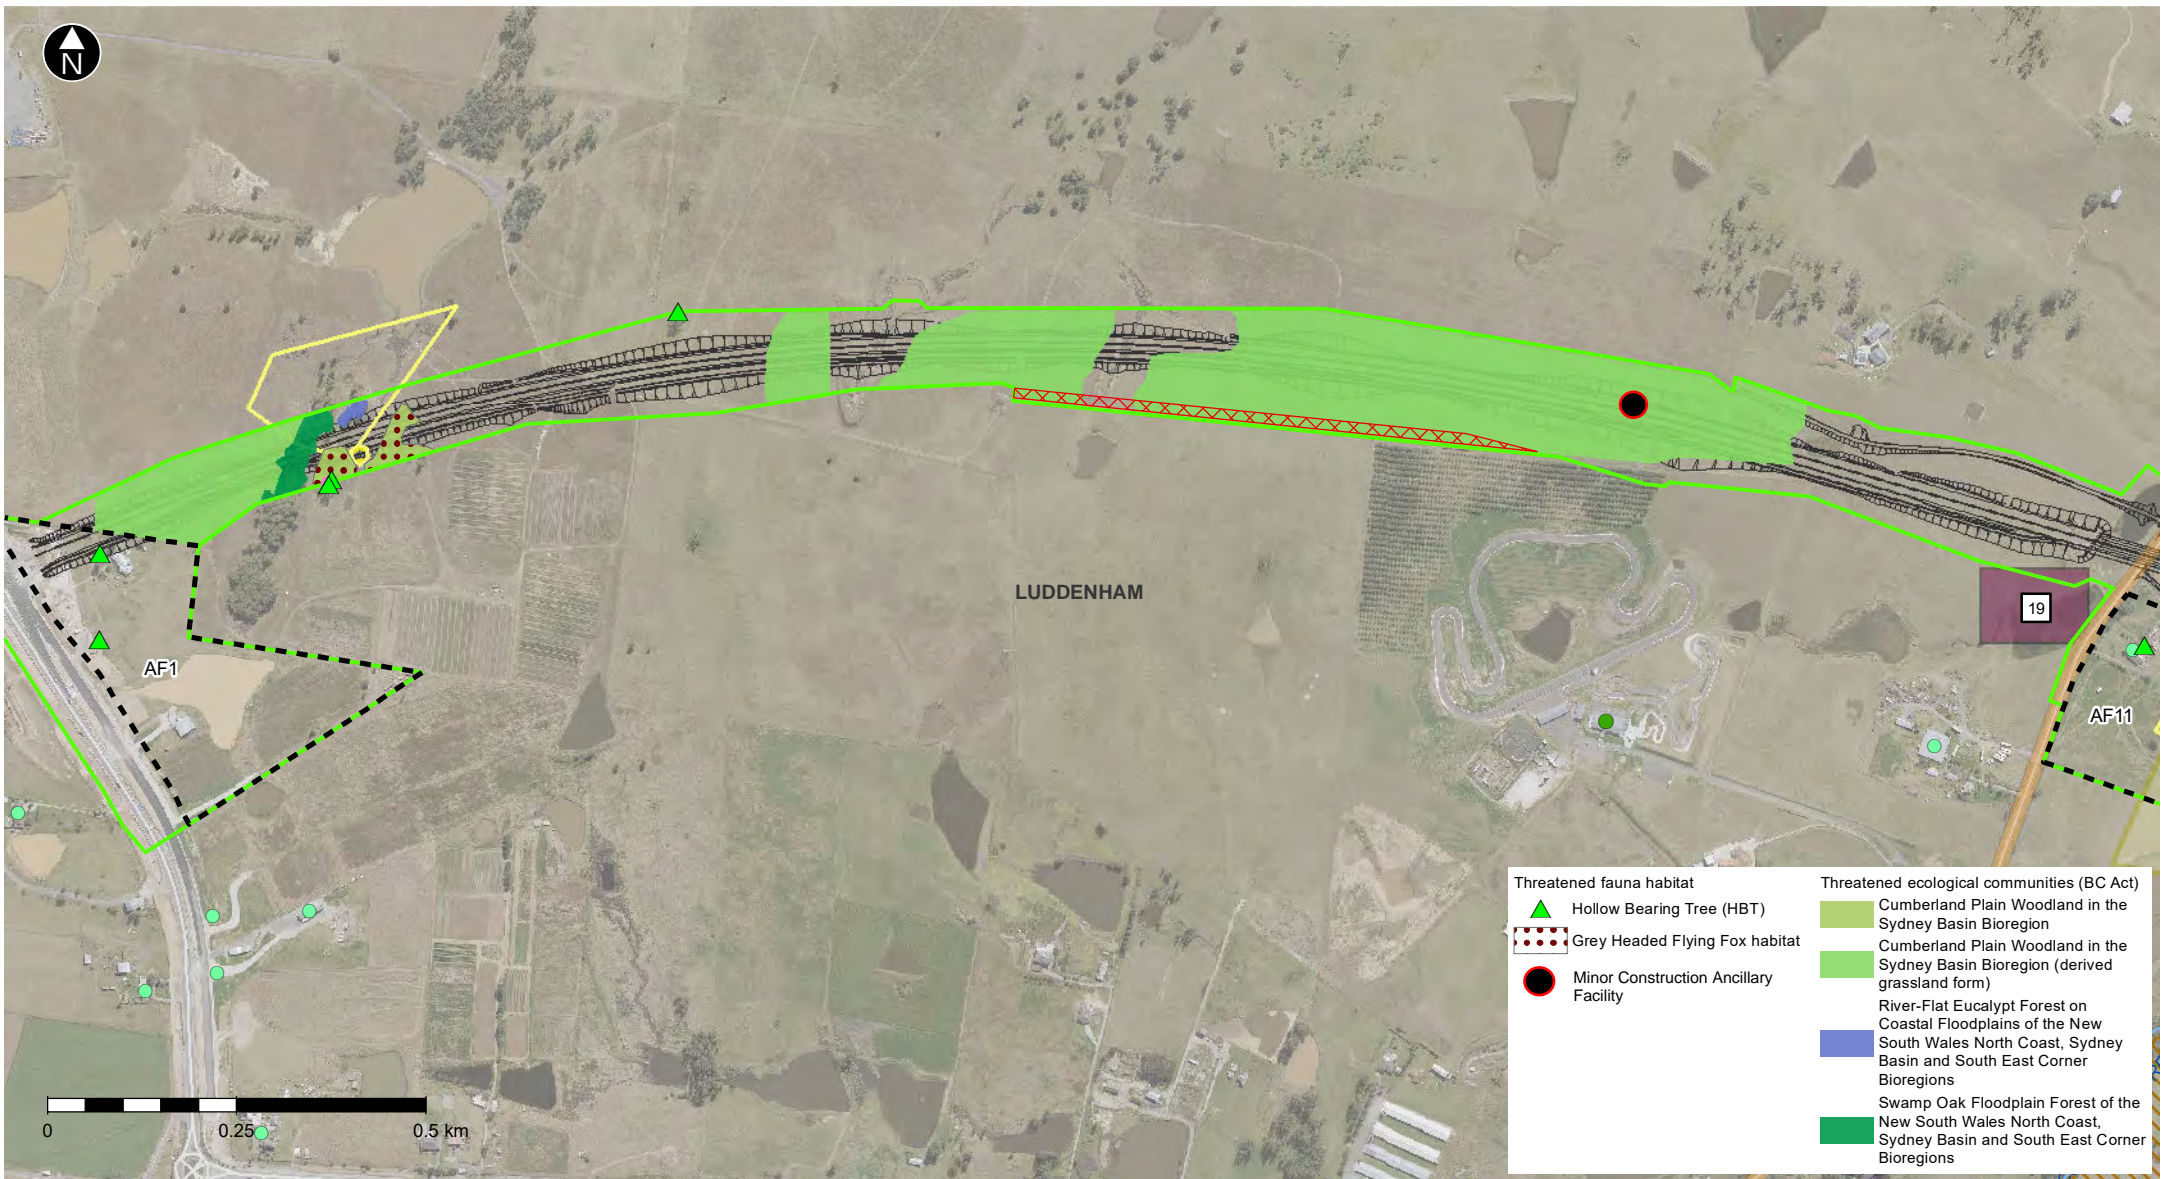 N
LUDDENHAM
19
AF1
AF11
0
0.25
0.5 km
Threatened fauna habitat
Hollow Bearing Tree (HBT)
Grey Headed Flying Fox habitat
Minor Construction Ancillary
Facility
Threatened ecological communities (BC Act)
Cumberland Plain Woodland in the
Sydney Basin Bioregion
Cumberland Plain Woodland in the
Sydney Basin Bioregion (derived
grassland form)
River-Flat Eucalypt Forest on
Coastal Floodplains of the New
South Wales North Coast, Sydney
Basin and South East Corner
Bioregions
Swamp Oak Floodplain Forest of the
New South Wales North Coast,
Sydney Basin and South East Corner
Bioregions